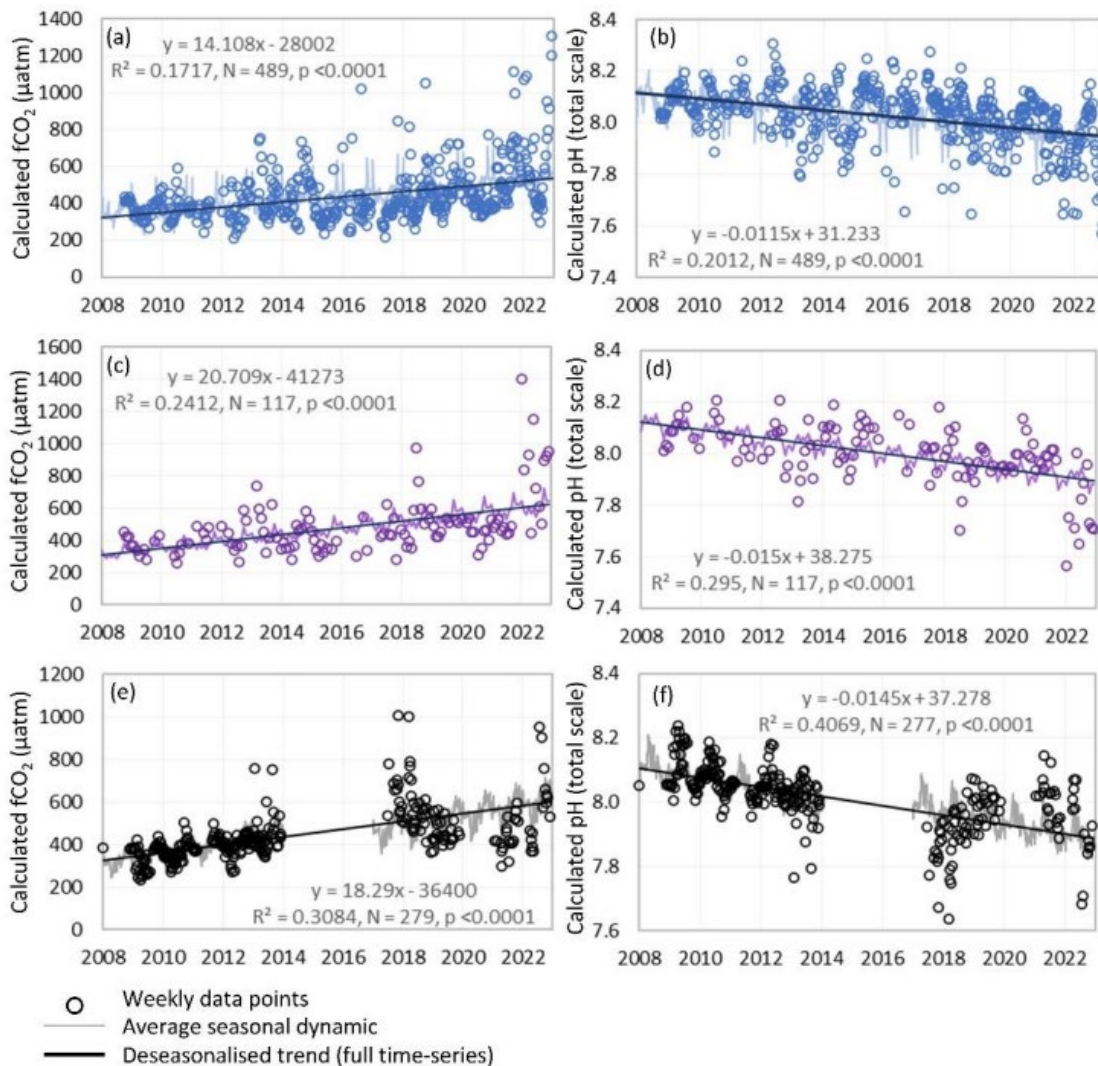 (a)
y = 14.108x - 28002
R² = 0.1717, N = 489, p <0.0001
Calculated fCO₂ (µatm)
1400
1200
1000
800
600
400
200
0
2008 2010 2012 2014 2016 2018 2020 2022
(b)
Calculated pH (total scale)
8.4
8.2
8.0
7.8
7.6
7.4
y = -0.0115x + 31.233
R² = 0.2012, N = 489, p <0.0001
2008 2010 2012 2014 2016 2018 2020 2022
(c)
y = 20.709x - 41273
R² = 0.2412, N = 117, p <0.0001
Calculated fCO₂ (µatm)
1600
1400
1200
1000
800
600
400
200
0
2008 2010 2012 2014 2016 2018 2020 2022
(d)
Calculated pH (total scale)
8.4
8.2
8.0
7.8
7.6
7.4
y = -0.015x + 38.275
R² = 0.295, N = 117, p <0.0001
2008 2010 2012 2014 2016 2018 2020 2022
(e)
Calculated fCO₂ (µatm)
1200
1000
800
600
400
200
0
y = 18.29x - 36400
R² = 0.3084, N = 279, p <0.0001
2008 2010 2012 2014 2016 2018 2020 2022
(f)
y = -0.0145x + 37.278
R² = 0.4069, N = 277, p <0.0001
Calculated pH (total scale)
8.4
8.2
8.0
7.8
7.6
2008 2010 2012 2014 2016 2018 2020 2022
Weekly data points
Average seasonal dynamic
Deseasonalised trend (full time-series)